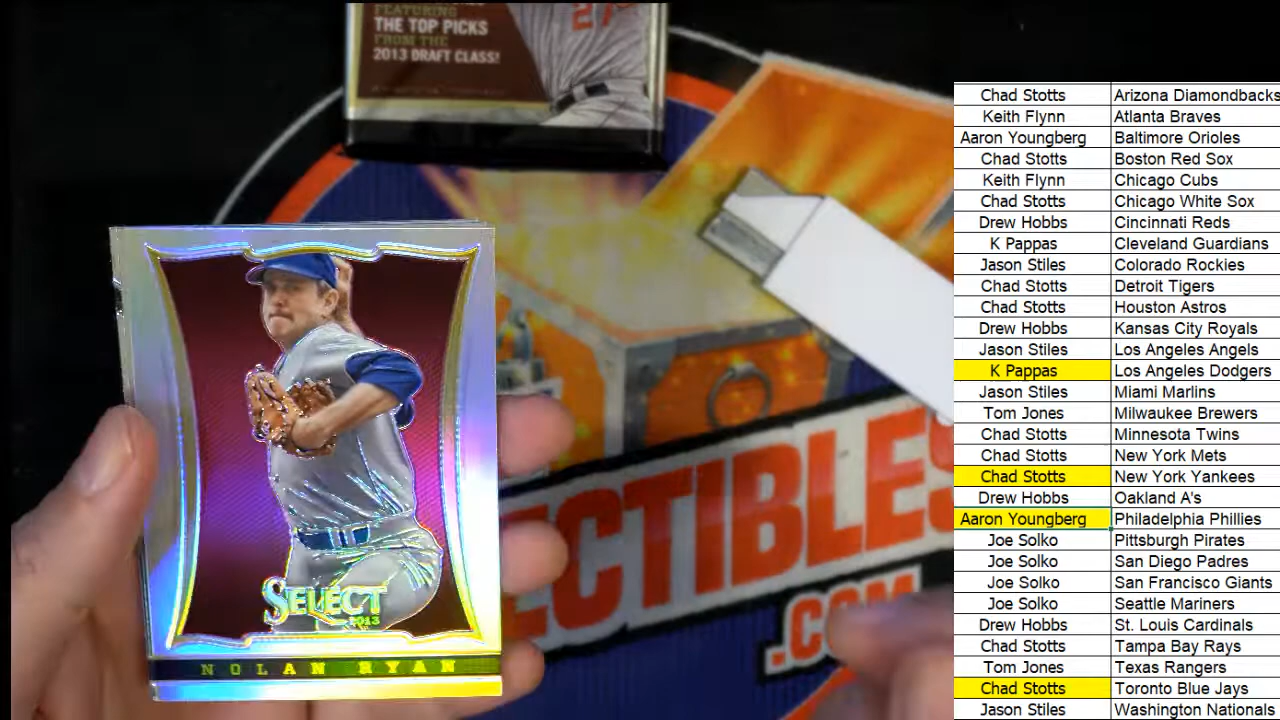 FEATURING
THE TOP PICKS
FROM THE
2013 DRAFT CLASS!
27
SELECT
2013
NOLAN RYAN
ECTIBLES
.COM
Chad Stotts Arizona Diamondbacks
Keith Flynn Atlanta Braves
Aaron Youngberg Baltimore Orioles
Chad Stotts Boston Red Sox
Keith Flynn Chicago Cubs
Chad Stotts Chicago White Sox
Drew Hobbs Cincinnati Reds
K Pappas Cleveland Guardians
Jason Stiles Colorado Rockies
Chad Stotts Detroit Tigers
Chad Stotts Houston Astros
Drew Hobbs Kansas City Royals
Jason Stiles Los Angeles Angels
K Pappas Los Angeles Dodgers
Jason Stiles Miami Marlins
Tom Jones Milwaukee Brewers
Chad Stotts Minnesota Twins
Chad Stotts New York Mets
Chad Stotts New York Yankees
Drew Hobbs Oakland A's
Aaron Youngberg Philadelphia Phillies
Joe Solko Pittsburgh Pirates
Joe Solko San Diego Padres
Joe Solko San Francisco Giants
Joe Solko Seattle Mariners
Drew Hobbs St. Louis Cardinals
Chad Stotts Tampa Bay Rays
Tom Jones Texas Rangers
Chad Stotts Toronto Blue Jays
Jason Stiles Washington Nationals